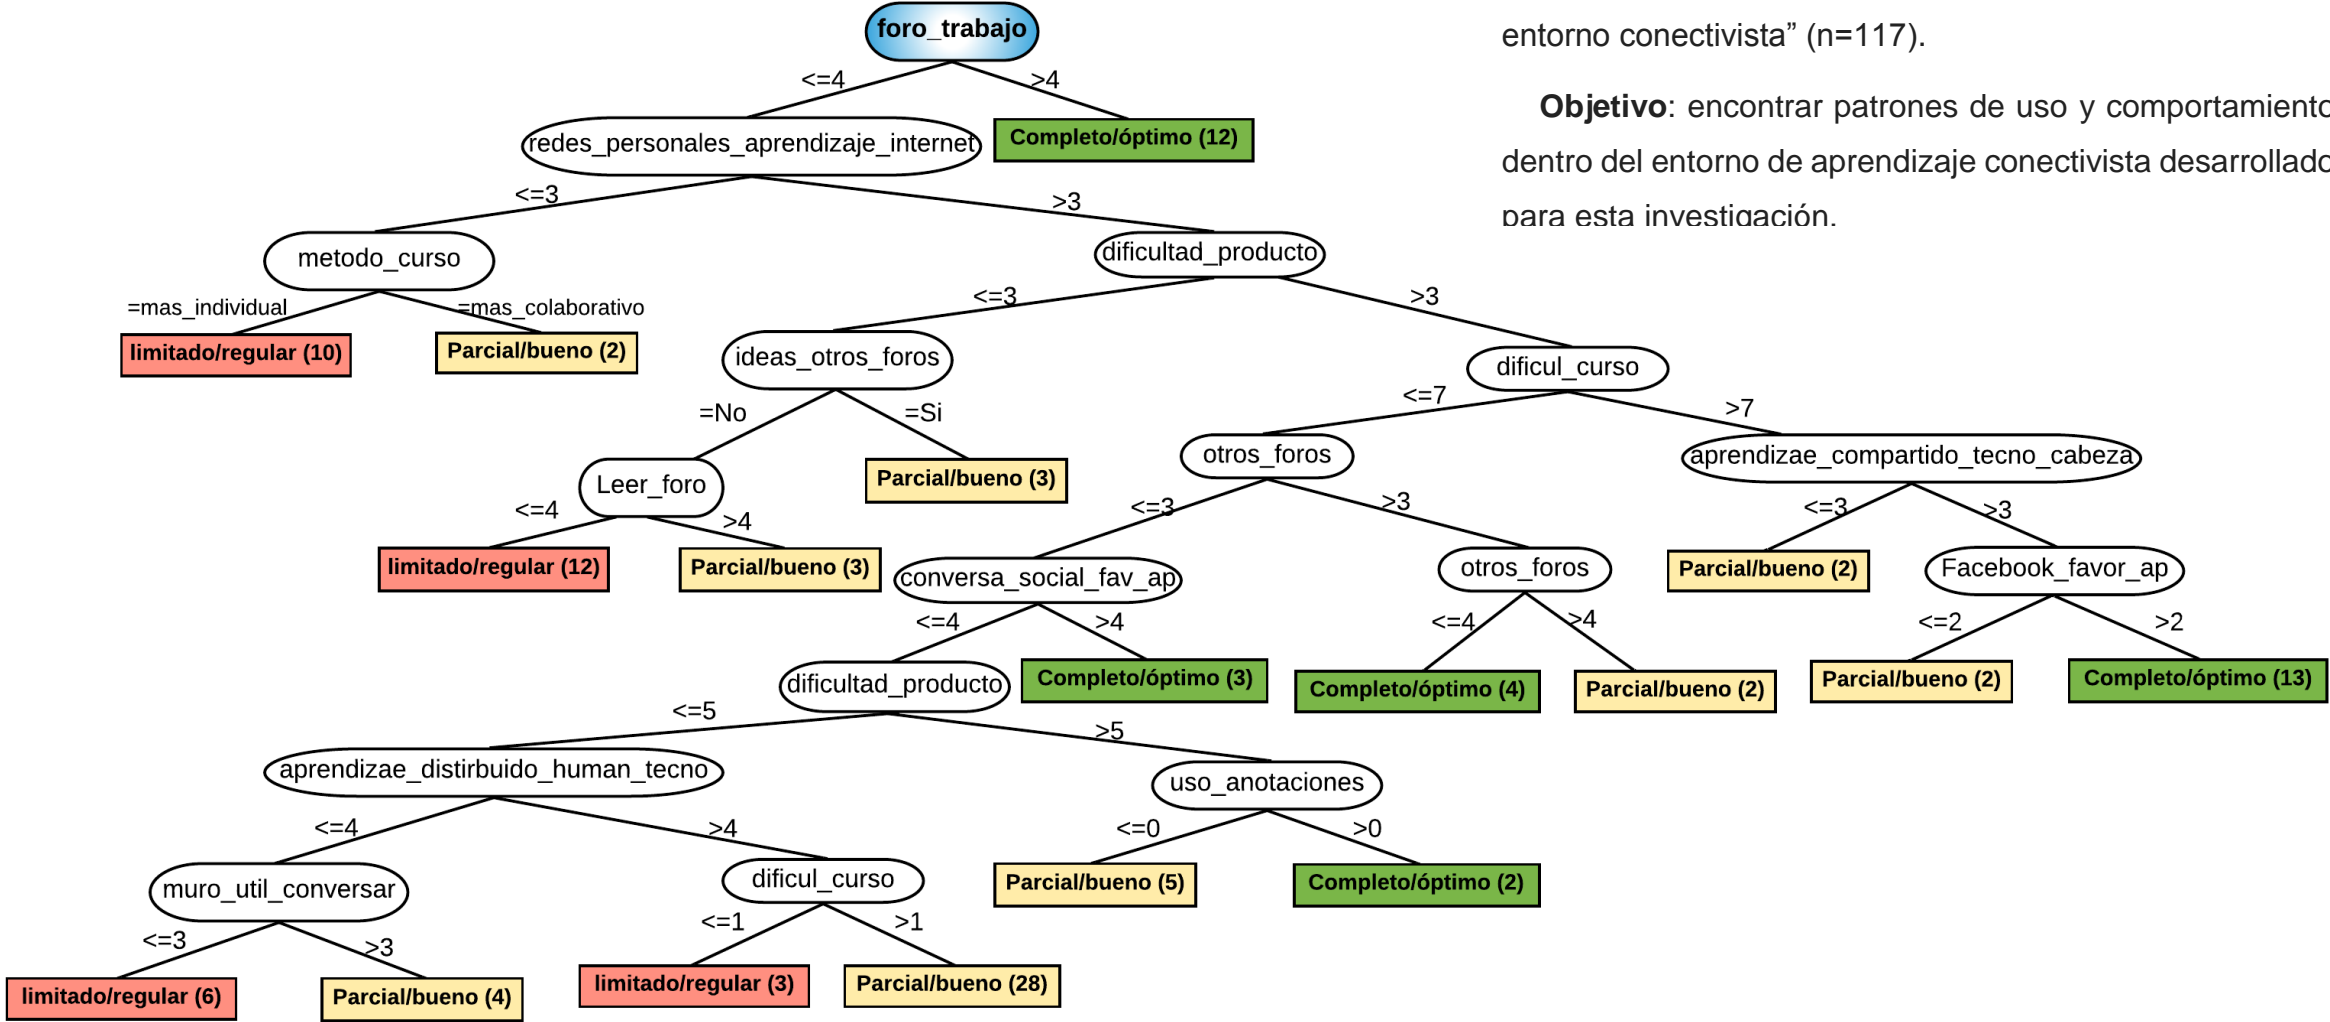 foro_trabajo
entorno conectivista” (n=117).
<=4
>4
Objetivo: encontrar patrones de uso y comportamiento
redes_personales_aprendizaje_internet
Completo/óptimo (12)
dentro del entorno de aprendizaje conectivista desarrollado
para esta investigación.
<=3
>3
metodo_curso
dificultad_producto
=mas_individual
=mas_colaborativo
<=3
>3
limitado/regular (10)
Parcial/bueno (2)
ideas_otros_foros
dificul_curso
=No
=Si
<=7
>7
Leer_foro
Parcial/bueno (3)
otros_foros
aprendizae_compartido_tecno_cabeza
<=4
>4
<=3
>3
<=3
>3
limitado/regular (12)
Parcial/bueno (3)
conversa_social_fav_ap
otros_foros
Parcial/bueno (2)
Facebook_favor_ap
<=4
>4
<=4
>4
<=2
>2
dificultad_producto
Completo/óptimo (3)
Completo/óptimo (4)
Parcial/bueno (2)
Parcial/bueno (2)
Completo/óptimo (13)
<=5
>5
aprendizae_distirbuido_human_tecno
uso_anotaciones
<=4
>4
<=0
>0
muro_util_conversar
dificul_curso
Parcial/bueno (5)
Completo/óptimo (2)
<=3
>3
<=1
>1
limitado/regular (6)
Parcial/bueno (4)
limitado/regular (3)
Parcial/bueno (28)